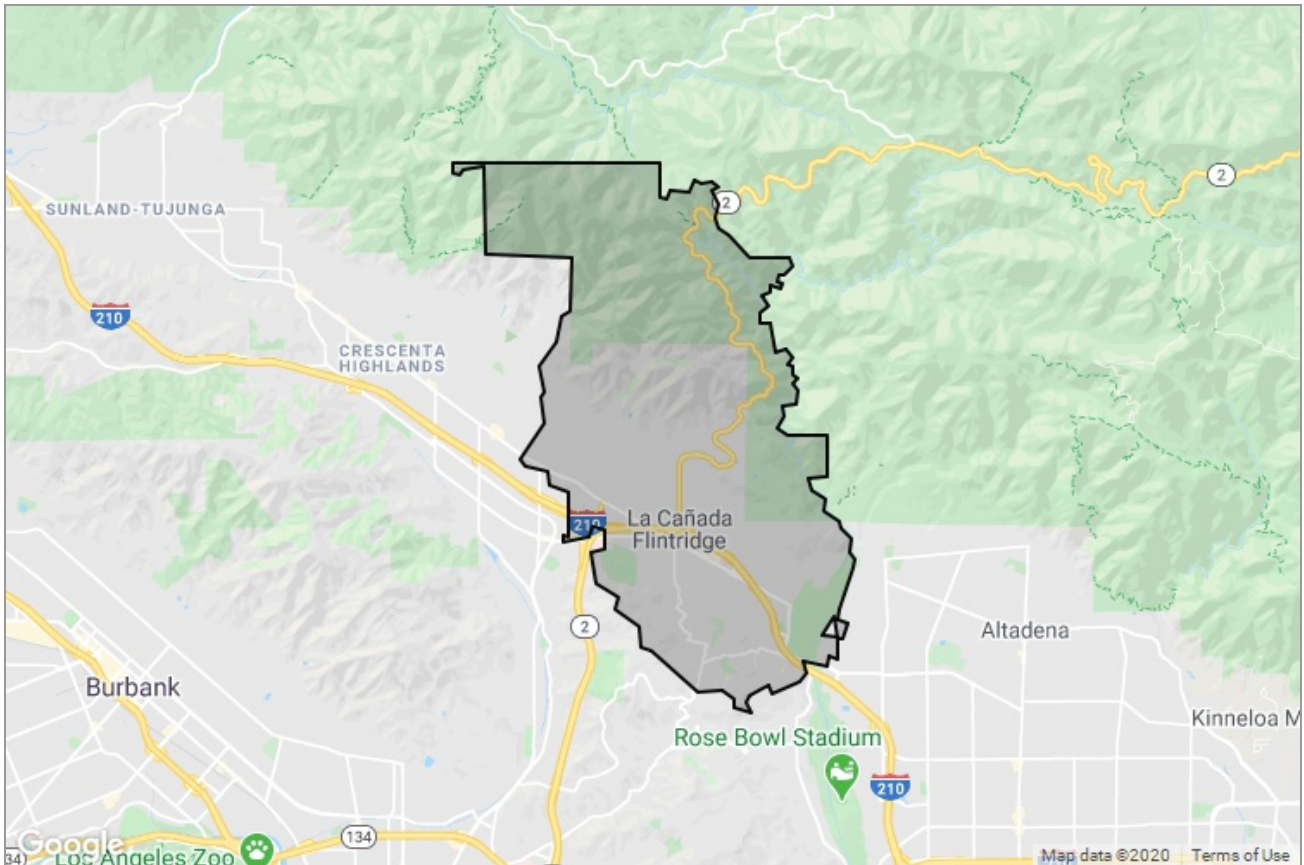 2
2
SUNLAND-TUJUNGA
210
CRESCENTA
HIGHLANDS
La Cañada
Flintridge
210
2
Altadena
Burbank
Kinneloa M
Rose Bowl Stadium
210
134
Google
34)
Los Angeles Zoo
Map data ©2020
Terms of Use